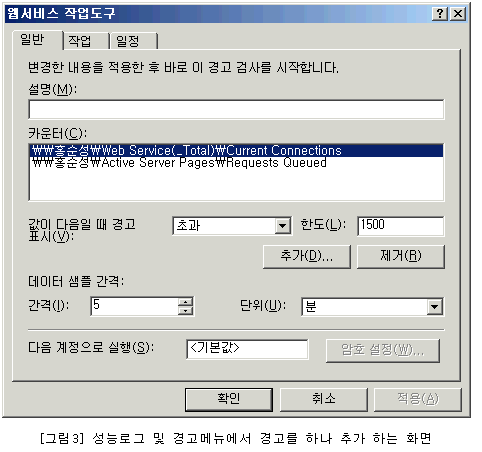 웹서비스 작업도구
일반 작업 일정
변경한 내용을 적용한 후 바로 이 경고 검사를 시작합니다.
설명(M):
카운터(C):
₩₩홍순성₩Web Service(_Total)₩Current Connections
₩₩홍순성₩Active Server Pages₩Requests Queued
값이 다음일 때 경고 표시(V): 초과 한도(L): 1500
추가(D)... 제거(R)
데이터 샘플 간격:
간격(I): 5 단위(U): 분
다음 계정으로 실행(S): <기본값> 암호 설정(W)...
확인 취소 적용(A)
[그림3] 성능로그 및 경고메뉴에서 경고를 하나 추가 하는 화면